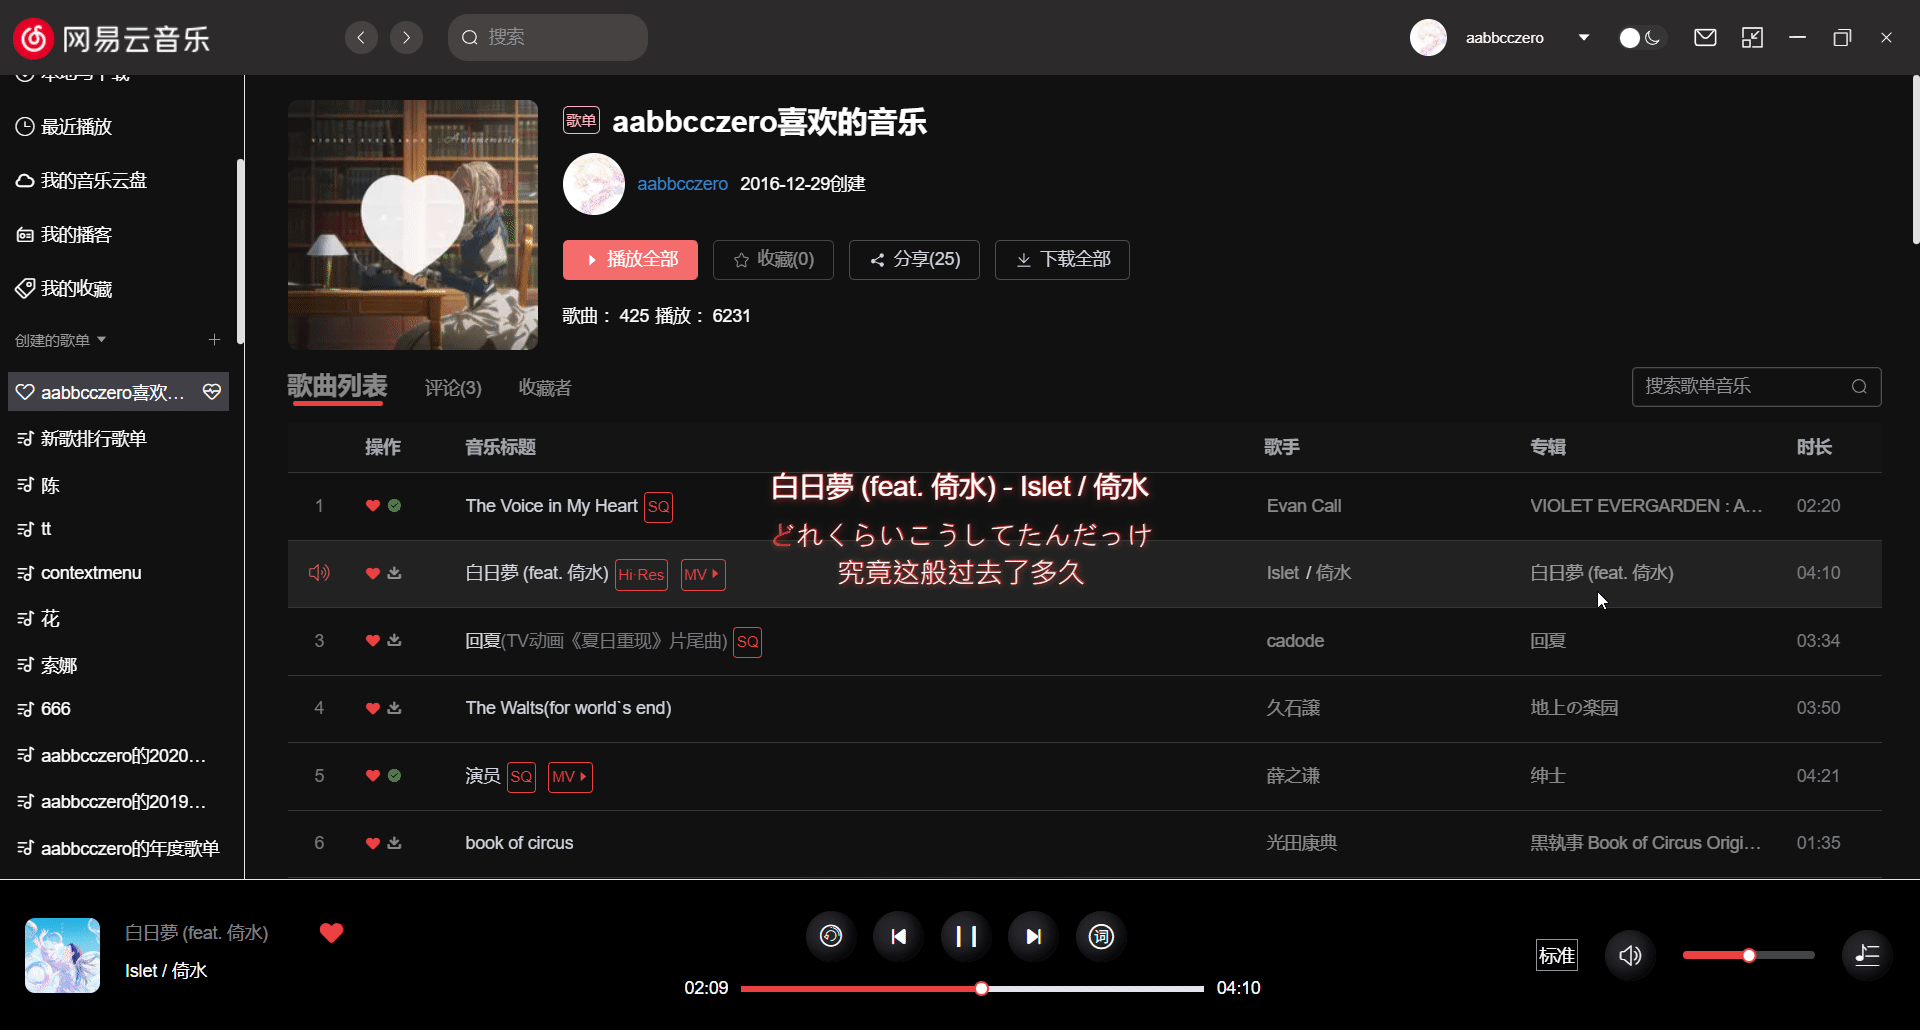 网易云音乐
搜索
aabbcczero
本地与下载
最近播放
我的音乐云盘
我的播客
我的收藏
创建的歌单
aabbcczero喜欢...
新歌排行歌单
陈
tt
contextmenu
花
索娜
666
aabbcczero的2020...
aabbcczero的2019...
aabbcczero的年度歌单
VIOLET EVERGARDEN : Automemories
歌单 aabbcczero喜欢的音乐
aabbcczero 2016-12-29创建
播放全部 收藏(0) 分享(25) 下载全部
歌曲： 425 播放： 6231
歌曲列表 评论(3) 收藏者 搜索歌单音乐
操作 音乐标题 歌手 专辑 时长
白日夢 (feat. 倚水) - Islet / 倚水
1 The Voice in My Heart SQ Evan Call VIOLET EVERGARDEN : A... 02:20
どれくらいこうしてたんだっけ
究竟这般过去了多久
白日夢 (feat. 倚水) Hi-Res MV Islet / 倚水 白日夢 (feat. 倚水) 04:10
3 回夏(TV动画《夏日重现》片尾曲) SQ cadode 回夏 03:34
4 The Walts(for world`s end) 久石譲 地上の楽园 03:50
5 演员 SQ MV 薛之谦 绅士 04:21
6 book of circus 光田康典 黒執事 Book of Circus Origi... 01:35
白日夢 (feat. 倚水)
Islet / 倚水
词
02:09 04:10
标准